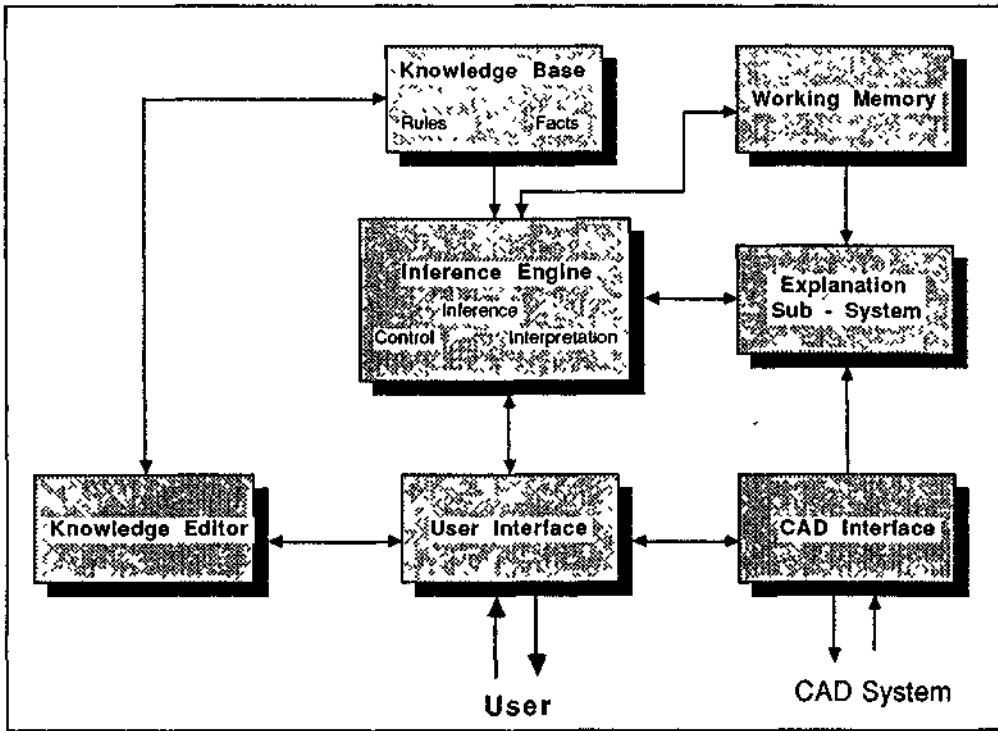 Knowledge Base
Rules Facts
Working Memory
Inference Engine
Inference
Control Interpretation
Explanation
Sub - System
Knowledge Editor
User Interface
CAD Interface
User
CAD System